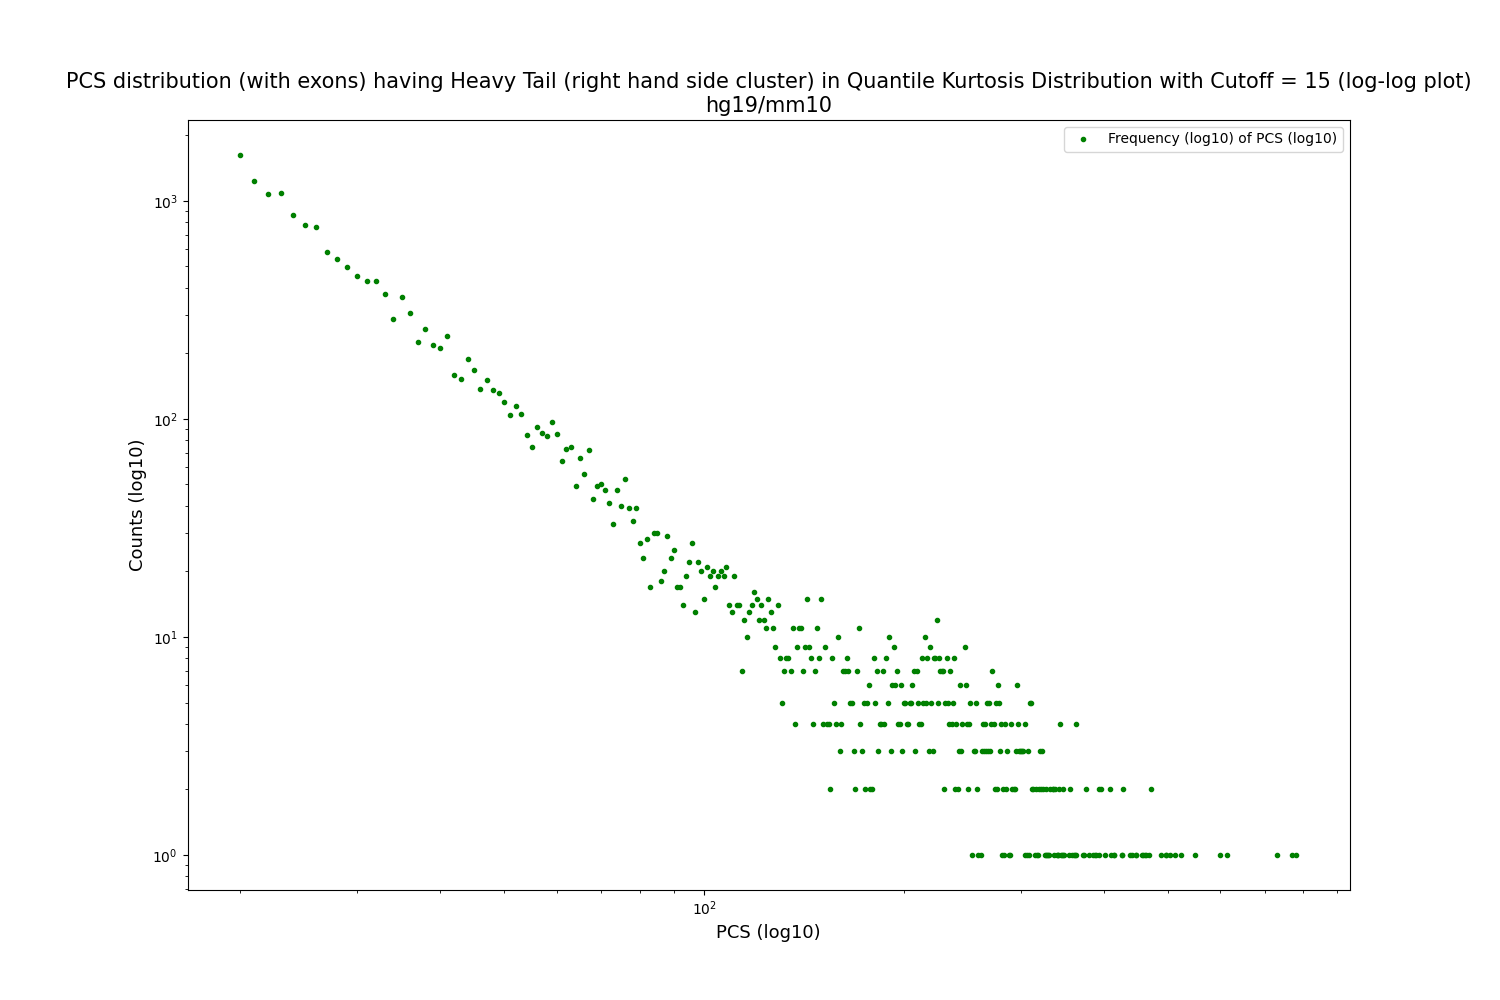 PCS distribution (with exons) having Heavy Tail (right hand side cluster) in Quantile Kurtosis Distribution with Cutoff = 15 (log-log plot)
hg19/mm10
Frequency (log10) of PCS (log10)
10³
10²
10¹
10⁰
Counts (log10)
10²
PCS (log10)